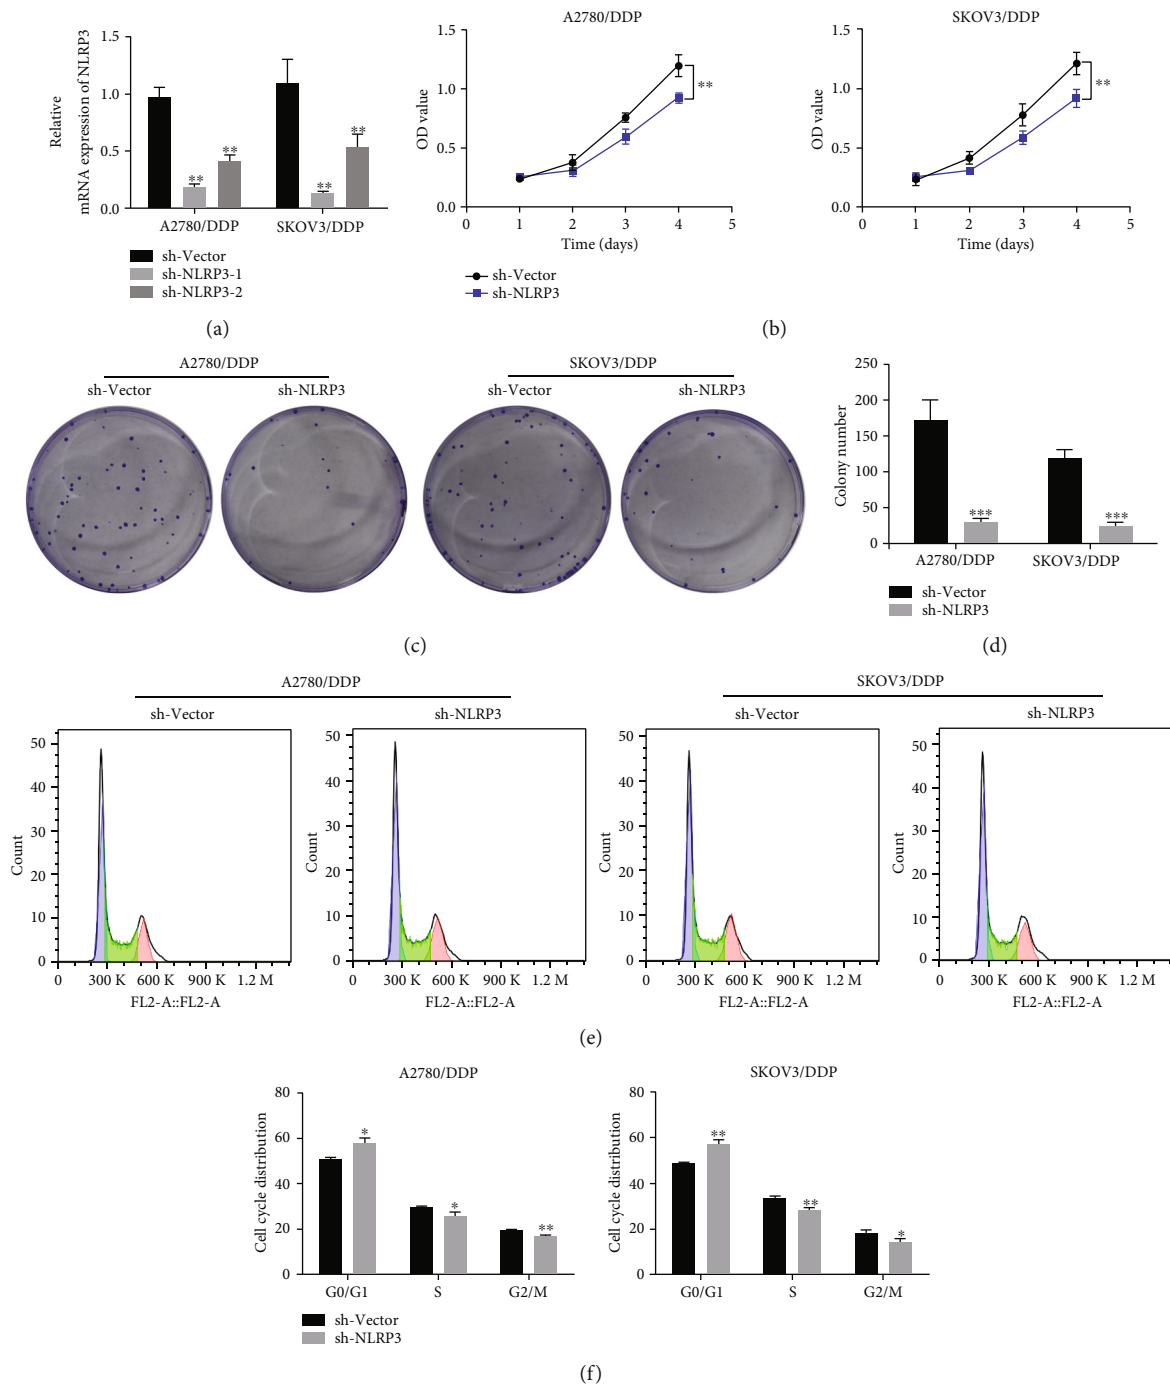 Relative
mRNA expression of NLRP3
1.5
1.0
0.5
0.0
**
**
**
**
A2780/DDP
SKOV3/DDP
sh-Vector
sh-NLRP3-1
sh-NLRP3-2
(a)
A2780/DDP
OD value
1.5
1.0
0.5
0.0
**
0 1 2 3 4 5
Time (days)
SKOV3/DDP
OD value
1.5
1.0
0.5
0.0
**
0 1 2 3 4 5
Time (days)
sh-Vector
sh-NLRP3
(b)
A2780/DDP
sh-Vector
sh-NLRP3
SKOV3/DDP
sh-Vector
sh-NLRP3
(c)
Colony number
250
200
150
100
50
0
***
***
A2780/DDP
SKOV3/DDP
sh-Vector
sh-NLRP3
(d)
A2780/DDP
SKOV3/DDP
sh-Vector
sh-NLRP3
sh-Vector
sh-NLRP3
Count
50
40
30
20
10
0
0 300 K 600 K 900 K 1.2 M
FL2-A::FL2-A
Count
50
40
30
20
10
0
0 300 K 600 K 900 K 1.2 M
FL2-A::FL2-A
Count
50
40
30
20
10
0
0 300 K 600 K 900 K 1.2 M
FL2-A::FL2-A
Count
50
40
30
20
10
0
0 300 K 600 K 900 K 1.2 M
FL2-A::FL2-A
(e)
A2780/DDP
Cell cycle distribution
80
60
40
20
0
*
*
**
G0/G1 S G2/M
SKOV3/DDP
Cell cycle distribution
80
60
40
20
0
**
**
*
G0/G1 S G2/M
sh-Vector
sh-NLRP3
(f)